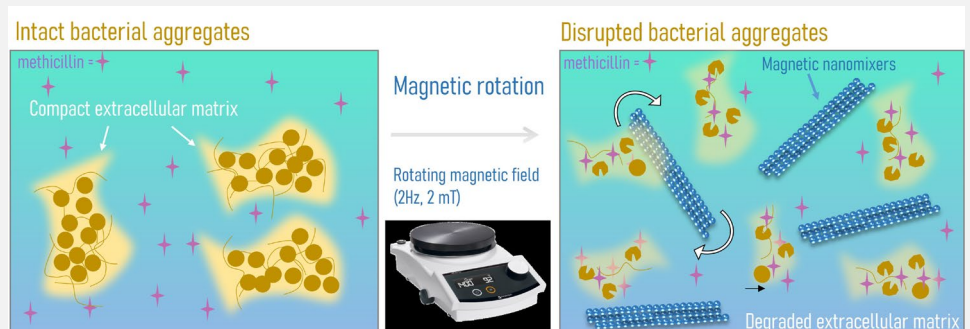 Intact bacterial aggregates
methicillin =
Compact extracellular matrix
Magnetic rotation
Rotating magnetic field
(2Hz, 2 mT)
Disrupted bacterial aggregates
methicillin =
Magnetic nanomixers
Degraded extracellular matrix